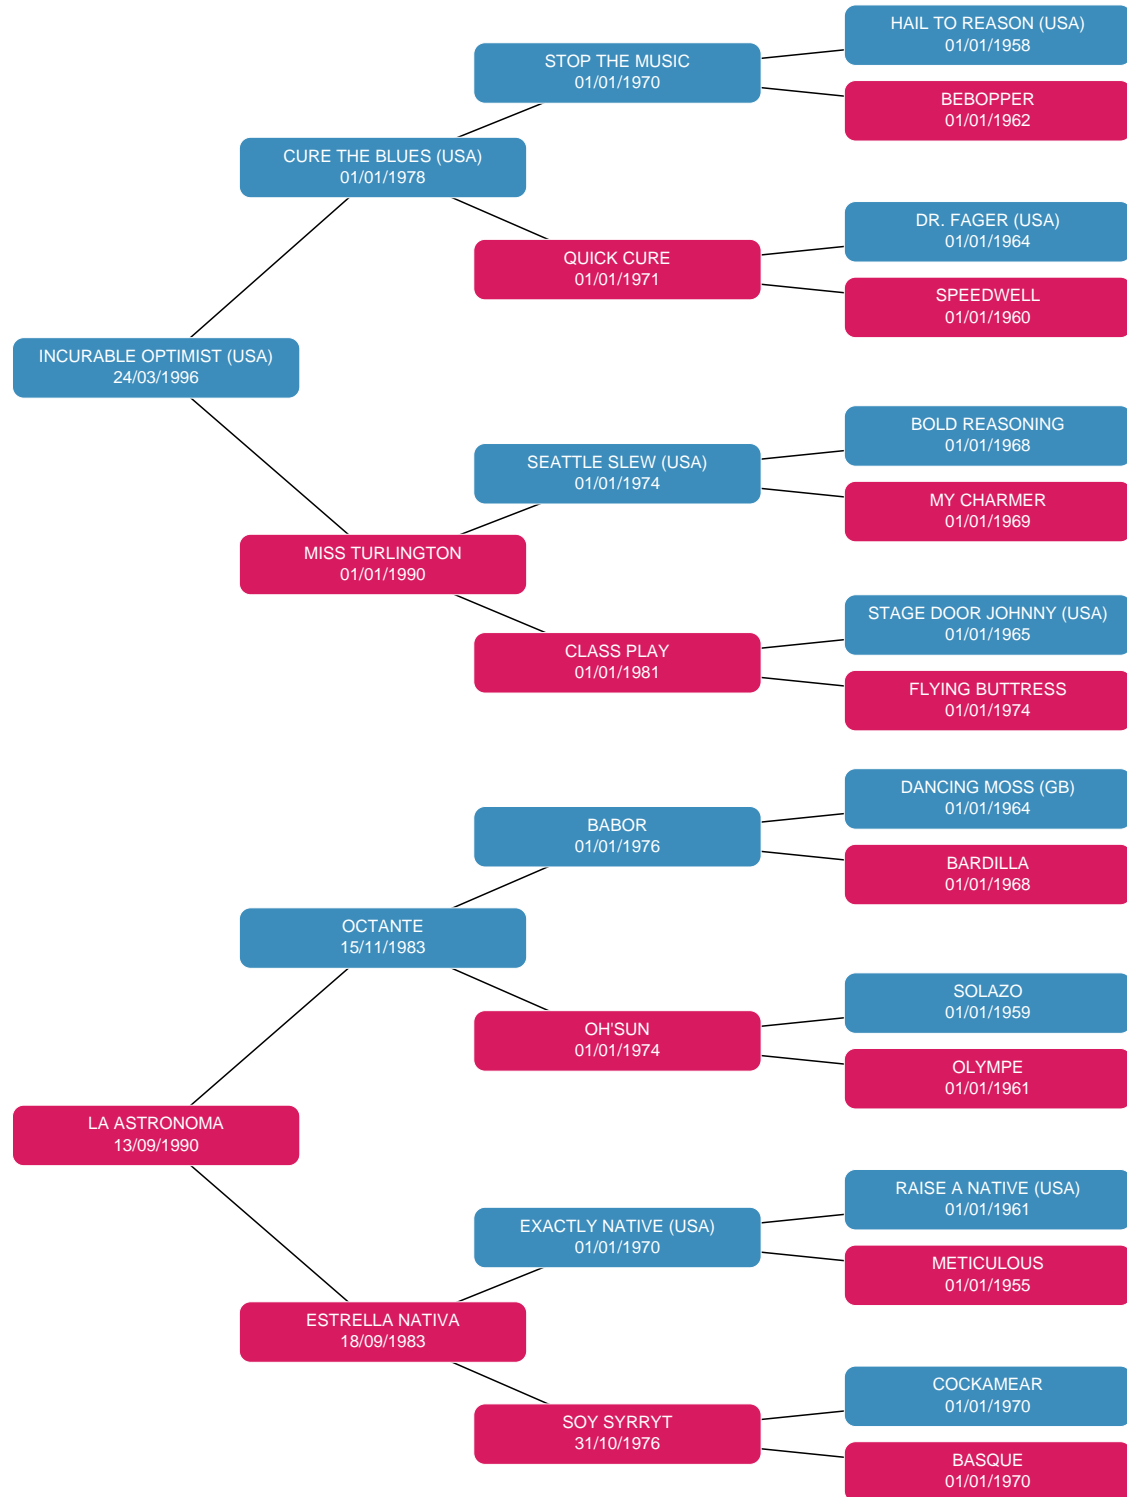 HAIL TO REASON (USA)
01/01/1958
STOP THE MUSIC
01/01/1970
BEBOPPER
01/01/1962
CURE THE BLUES (USA)
01/01/1978
DR. FAGER (USA)
01/01/1964
QUICK CURE
01/01/1971
SPEEDWELL
01/01/1960
INCURABLE OPTIMIST (USA)
24/03/1996
BOLD REASONING
01/01/1968
SEATTLE SLEW (USA)
01/01/1974
MY CHARMER
01/01/1969
MISS TURLINGTON
01/01/1990
STAGE DOOR JOHNNY (USA)
01/01/1965
CLASS PLAY
01/01/1981
FLYING BUTTRESS
01/01/1974
DANCING MOSS (GB)
01/01/1964
BABOR
01/01/1976
BARDILLA
01/01/1968
OCTANTE
15/11/1983
SOLAZO
01/01/1959
OH'SUN
01/01/1974
OLYMPE
01/01/1961
LA ASTRONOMA
13/09/1990
RAISE A NATIVE (USA)
01/01/1961
EXACTLY NATIVE (USA)
01/01/1970
METICULOUS
01/01/1955
ESTRELLA NATIVA
18/09/1983
COCKAMEAR
01/01/1970
SOY SYRRYT
31/10/1976
BASQUE
01/01/1970